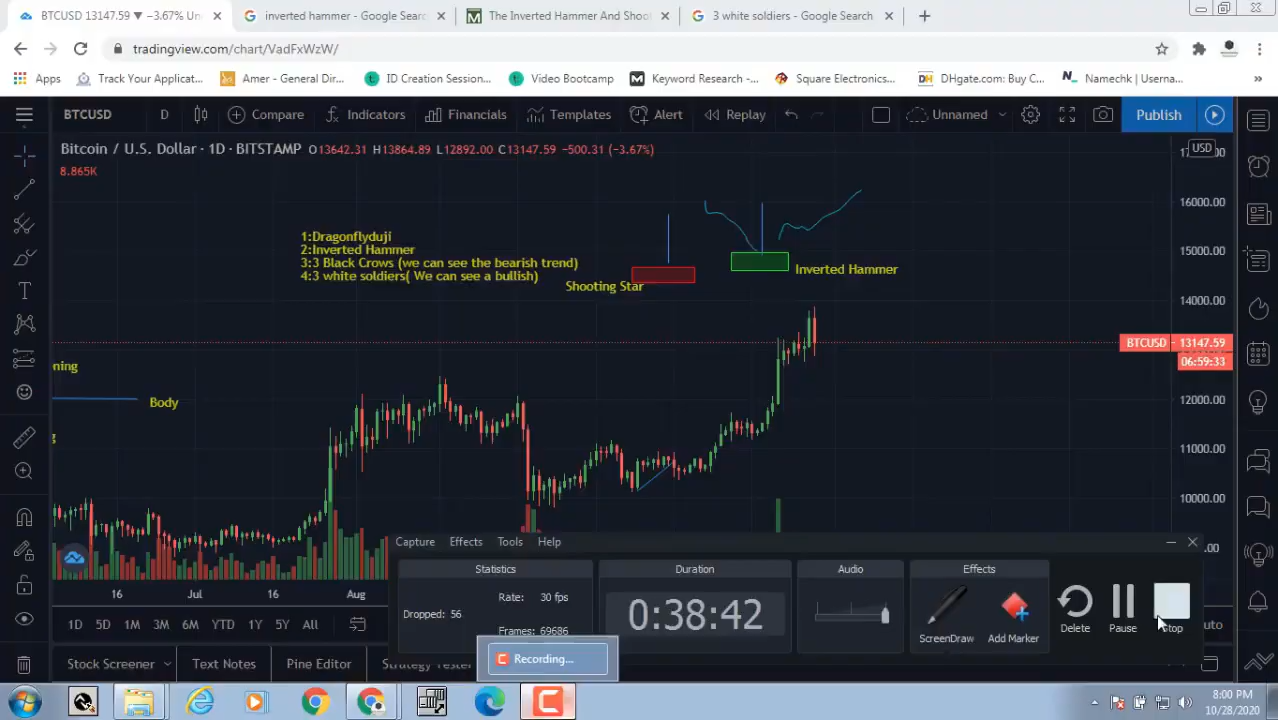 BTCUSD 13147.59 ▼ −3.67% Un
inverted hammer - Google Searc
The Inverted Hammer And Shoo
3 white soldiers - Google Search
tradingview.com/chart/VadFxWzW/
Apps
Track Your Applicat...
Amer - General Dir...
ID Creation Session...
Video Bootcamp
Keyword Research -...
Square Electronics...
DHgate.com: Buy C...
Namechk | Userna...
BTCUSD
D
Compare
Indicators
Financials
Templates
Alert
Replay
Unnamed
Publish
Bitcoin / U.S. Dollar · 1D · BITSTAMP O13642.31 H13864.89 L12892.00 C13147.59 −500.31 (−3.67%)
8.865K
USD
16000.00
15000.00
14000.00
BTCUSD 13147.59
06:59:33
12000.00
11000.00
10000.00
1:Dragonflyduji
2:Inverted Hammer
3:3 Black Crows (we can see the bearish trend)
4:3 white soldiers( We can see a bullish)
Shooting Star
Inverted Hammer
ning
Body
16
Jul
16
Aug
1D 5D 1M 3M 6M YTD 1Y 5Y All
uto
Stock Screener
Text Notes
Pine Editor
Strategy Tester
Capture Effects Tools Help
Statistics
Dropped: 56
Rate: 30 fps
Frames: 69686
Duration
0:38:42
Audio
Effects
ScreenDraw
Add Marker
Delete
Pause
Stop
Recording...
8:00 PM
10/28/2020